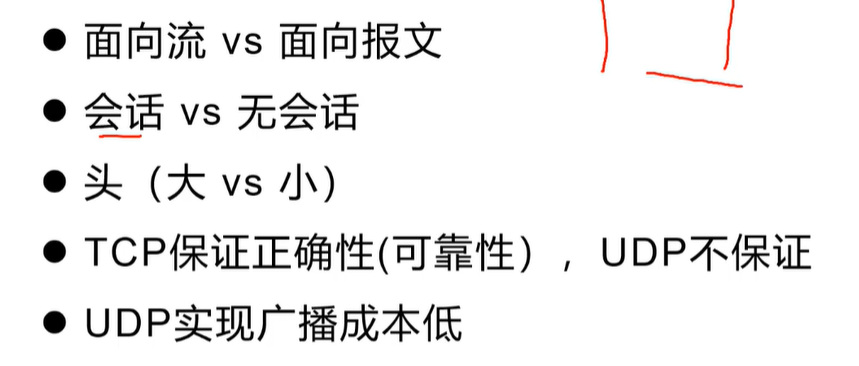 ● 面向流 vs 面向报文
● 会话 vs 无会话
● 头（大 vs 小）
● TCP保证正确性(可靠性），UDP不保证
● UDP实现广播成本低